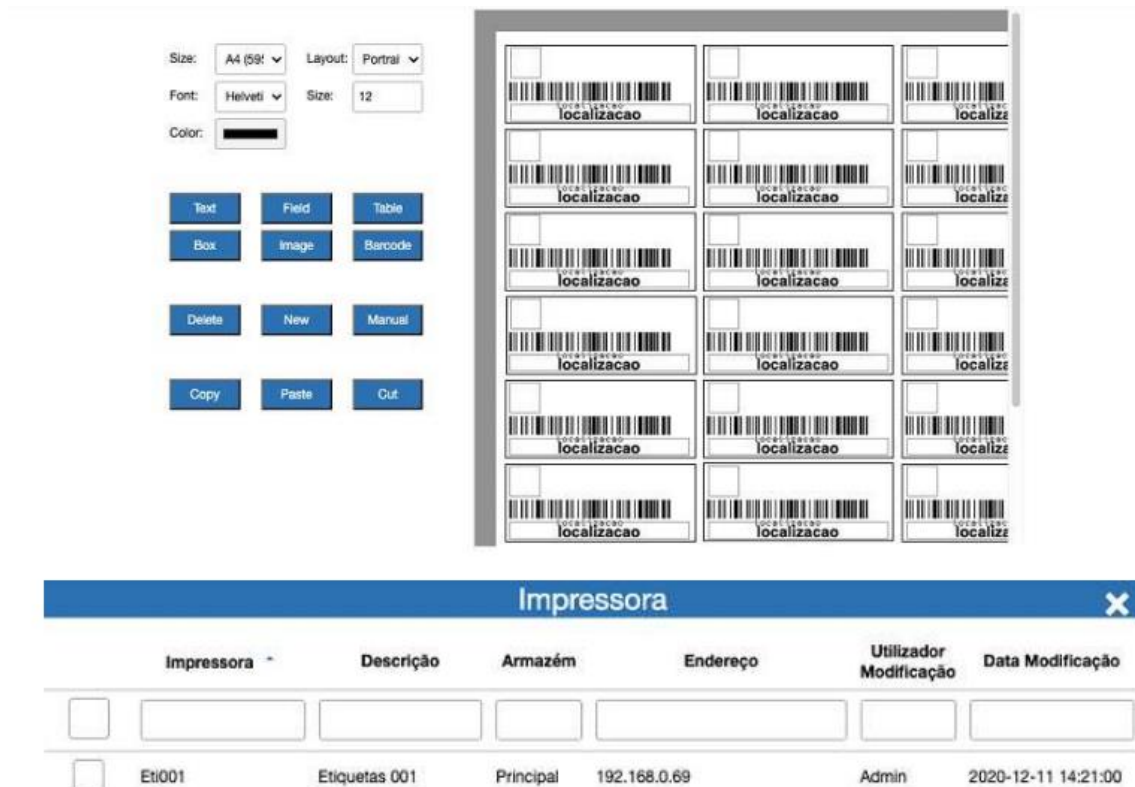 Size: A4 (59! Layout: Portrai
Font: Helveti Size: 12
Color:
Text Field Table
Box Image Barcode
Delete New Manual
Copy Paste Cut
localizacao localizacao localiza
localizacao localizacao localiza
localizacao localizacao localiza
localizacao localizacao localiza
localizacao localizacao localiza
localizacao localizacao localiza
Impressora
Impressora Descrição Armazém Endereço Utilizador Modificação Data Modificação
Eti001 Etiquetas 001 Principal 192.168.0.69 Admin 2020-12-11 14:21:00